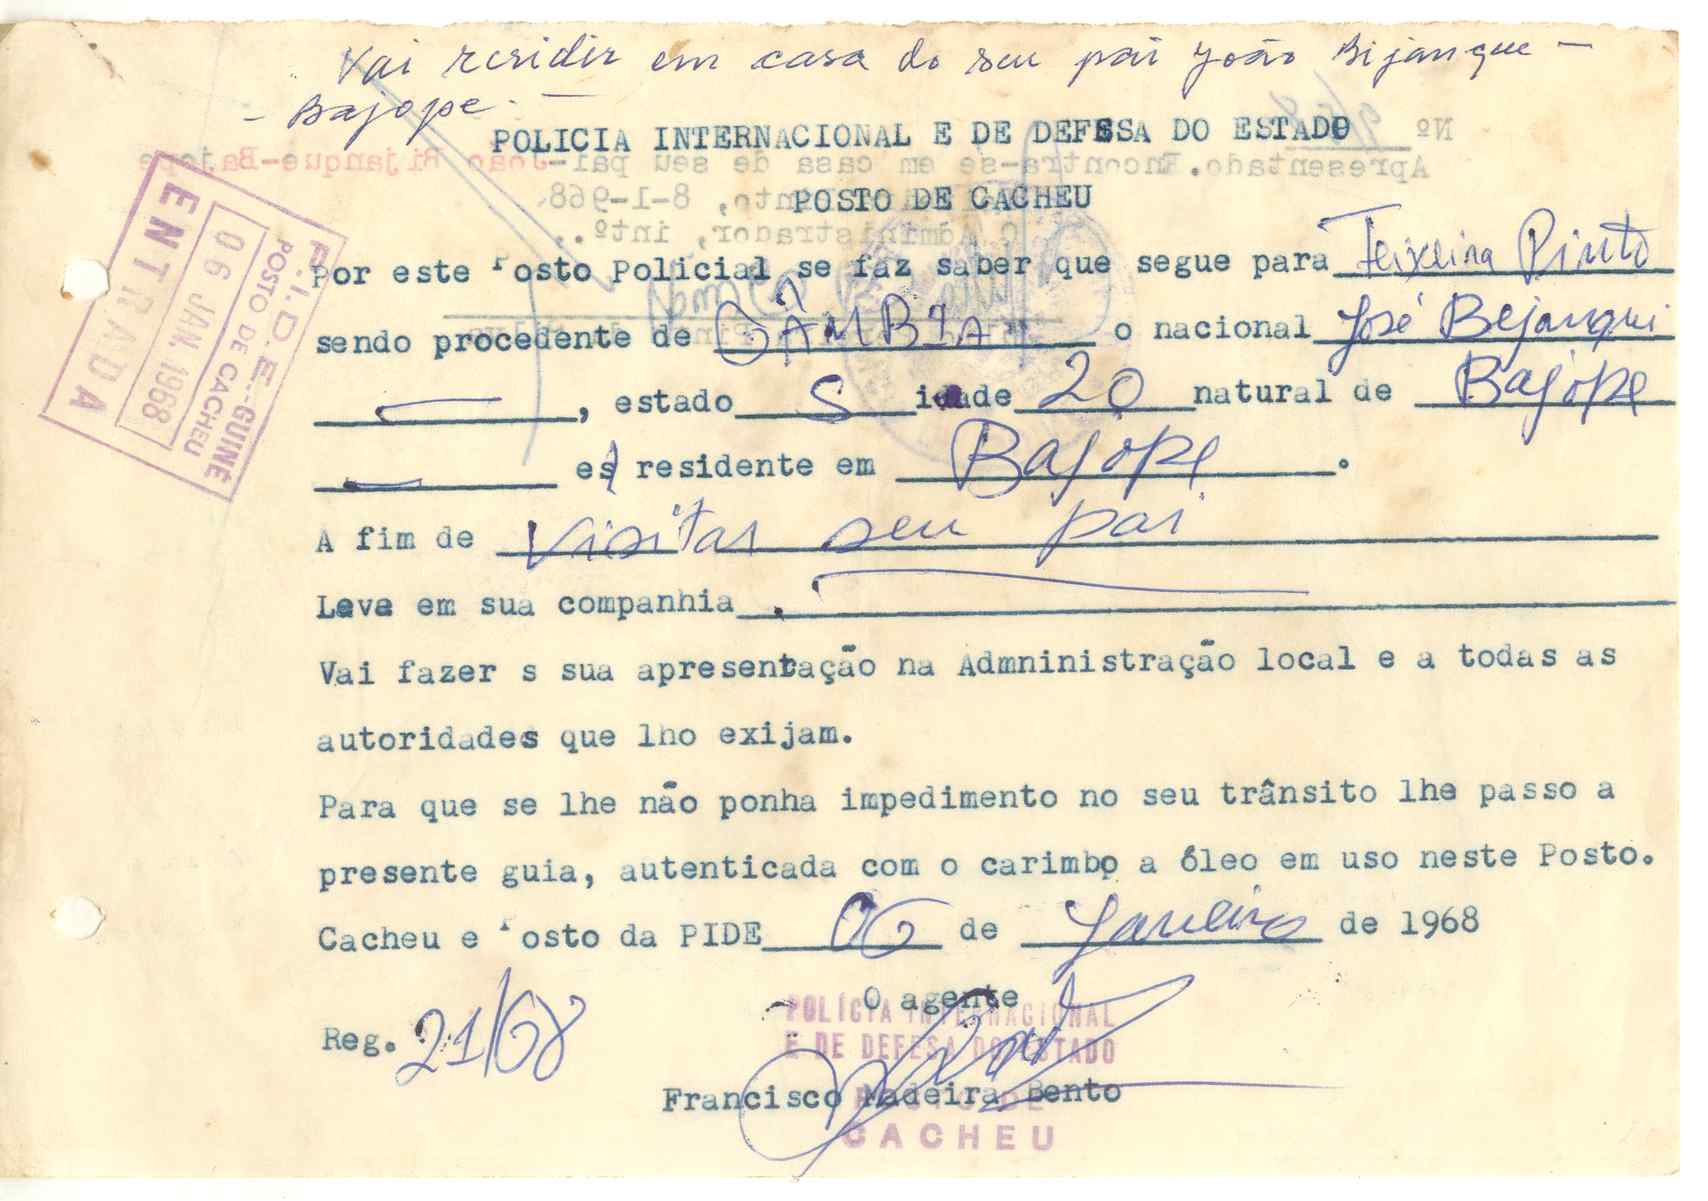 Vai residir em casa do seu pai João Bijanque —
- Bajope. —
POLICIA INTERNACIONAL E DE DEFESA DO ESTADO
Nº 9/68
Apresentado. Encontra-se em casa de seu pai-João Bijanque-Bajope
POSTO DE CACHEU
8-1-968
O Administrador, intº.,
P.I.D.E.-GUINÉ
POSTO DE CACHEU
06 JAN. 1968
ENTRADA
Por este Posto Policial se faz saber que segue para Teixeira Pinto
sendo procedente de GÂMBIA o nacional José Bejanqui
—, estado S idade 20 natural de Bajope
— e residente em Bajope.
A fim de visitar seu pai
Leva em sua companhia
Vai fazer s sua apresentação na Admninistração local e a todas as
autoridades que lho exijam.
Para que se lhe não ponha impedimento no seu trânsito lhe passo a
presente guia, autenticada com o carimbo a óleo em uso neste Posto.
Cacheu e Posto da PIDE 06 de Janeiro de 1968
O agente
Reg. 21/68
POLÍCIA INTERNACIONAL
E DE DEFESA DO ESTADO
Francisco Madeira Bento
POSTO DE
CACHEU